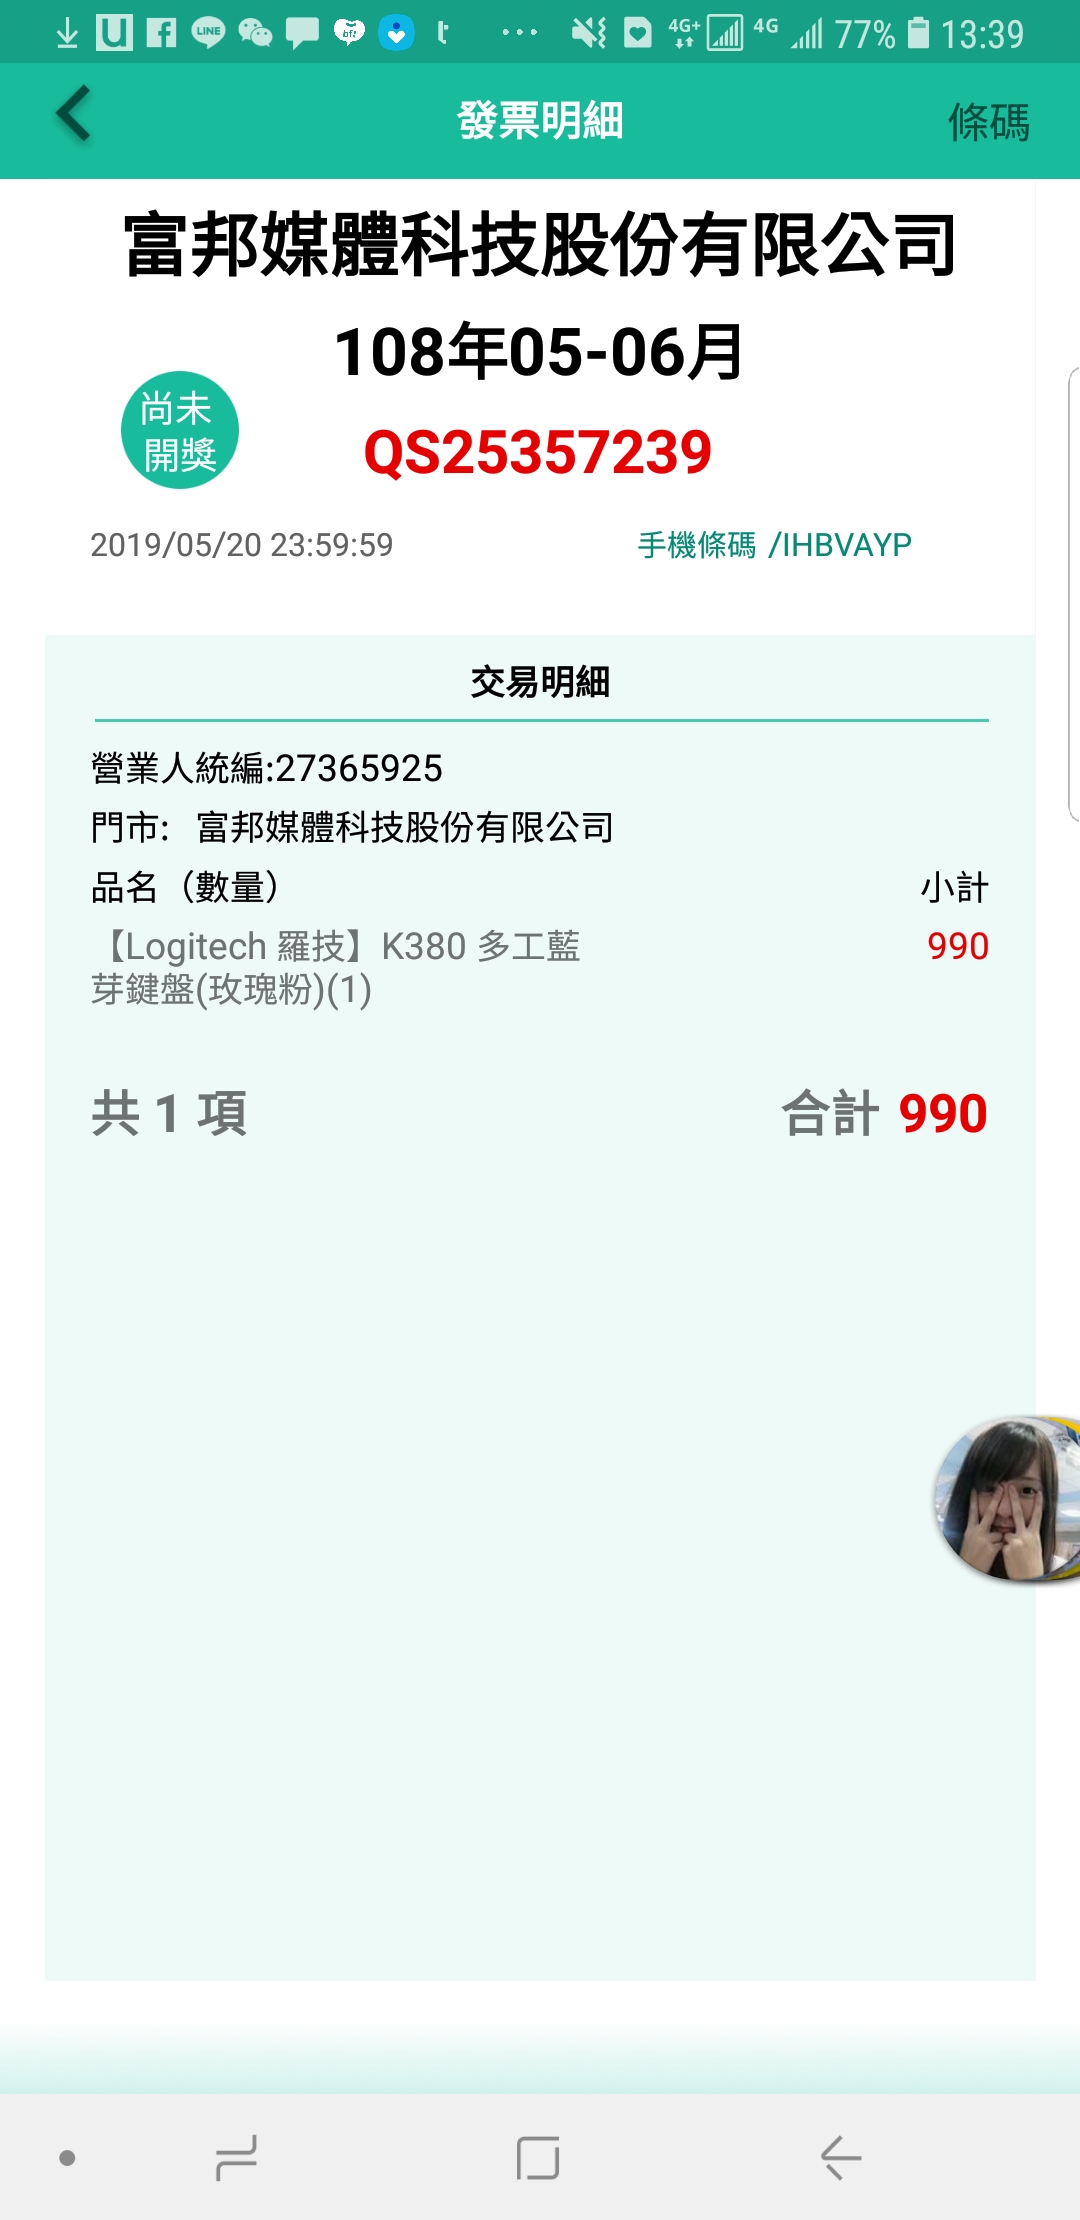 4G+ 4G 77% 13:39
發票明細 條碼
富邦媒體科技股份有限公司
108年05-06月
尚未
開獎
QS25357239
2019/05/20 23:59:59 手機條碼 /IHBVAYP
交易明細
營業人統編:27365925
門市: 富邦媒體科技股份有限公司
品名（數量） 小計
【Logitech 羅技】K380 多工藍 990
芽鍵盤(玫瑰粉)(1)
共 1 項 合計 990